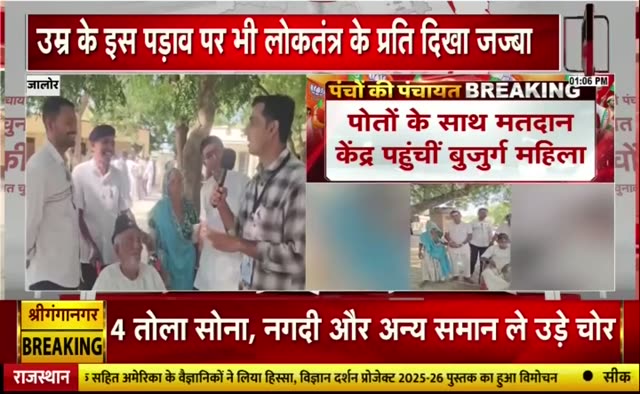 उम्र के इस पड़ाव पर भी लोकतंत्र के प्रति दिखा जज्बा
01:06 PM
जालोर
पंचों की पंचायत BREAKING
पोतों के साथ मतदान
केंद्र पहुंचीं बुजुर्ग महिला
श्रीगंगानगर
BREAKING
4 तोला सोना, नगदी और अन्य समान ले उड़े चोर
राजस्थान
सहित अमेरिका के वैज्ञानिकों ने लिया हिस्सा, विज्ञान दर्शन प्रोजेक्ट 2025-26 पुस्तक का हुआ विमोचन
सीक